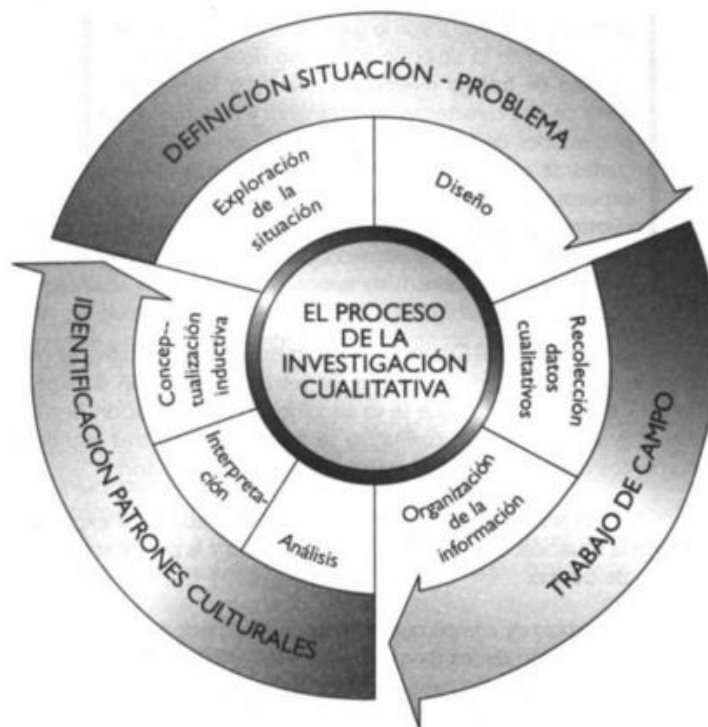 DEFINICIÓN SITUACIÓN - PROBLEMA
Exploración
de la
situación
Diseño
Recolección
datos
cualitativos
TRABAJO DE CAMPO
Organización
de la
información
Análisis
Interpreta-
ción
Concep--
tualización
inductiva
IDENTIFICACIÓN PATRONES CULTURALES
EL PROCESO
DE LA
INVESTIGACIÓN
CUALITATIVA